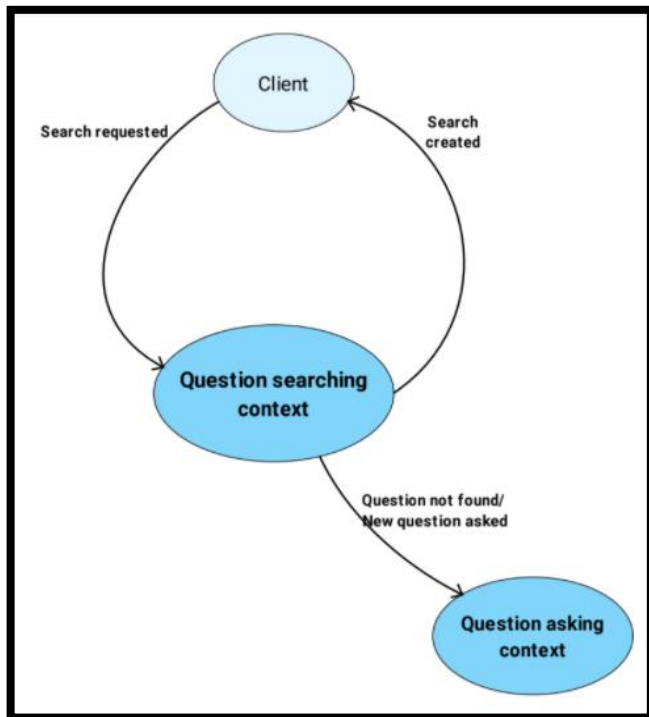 Client
Search requested
Search
created
Question searching
context
Question not found/
New question asked
Question asking
context